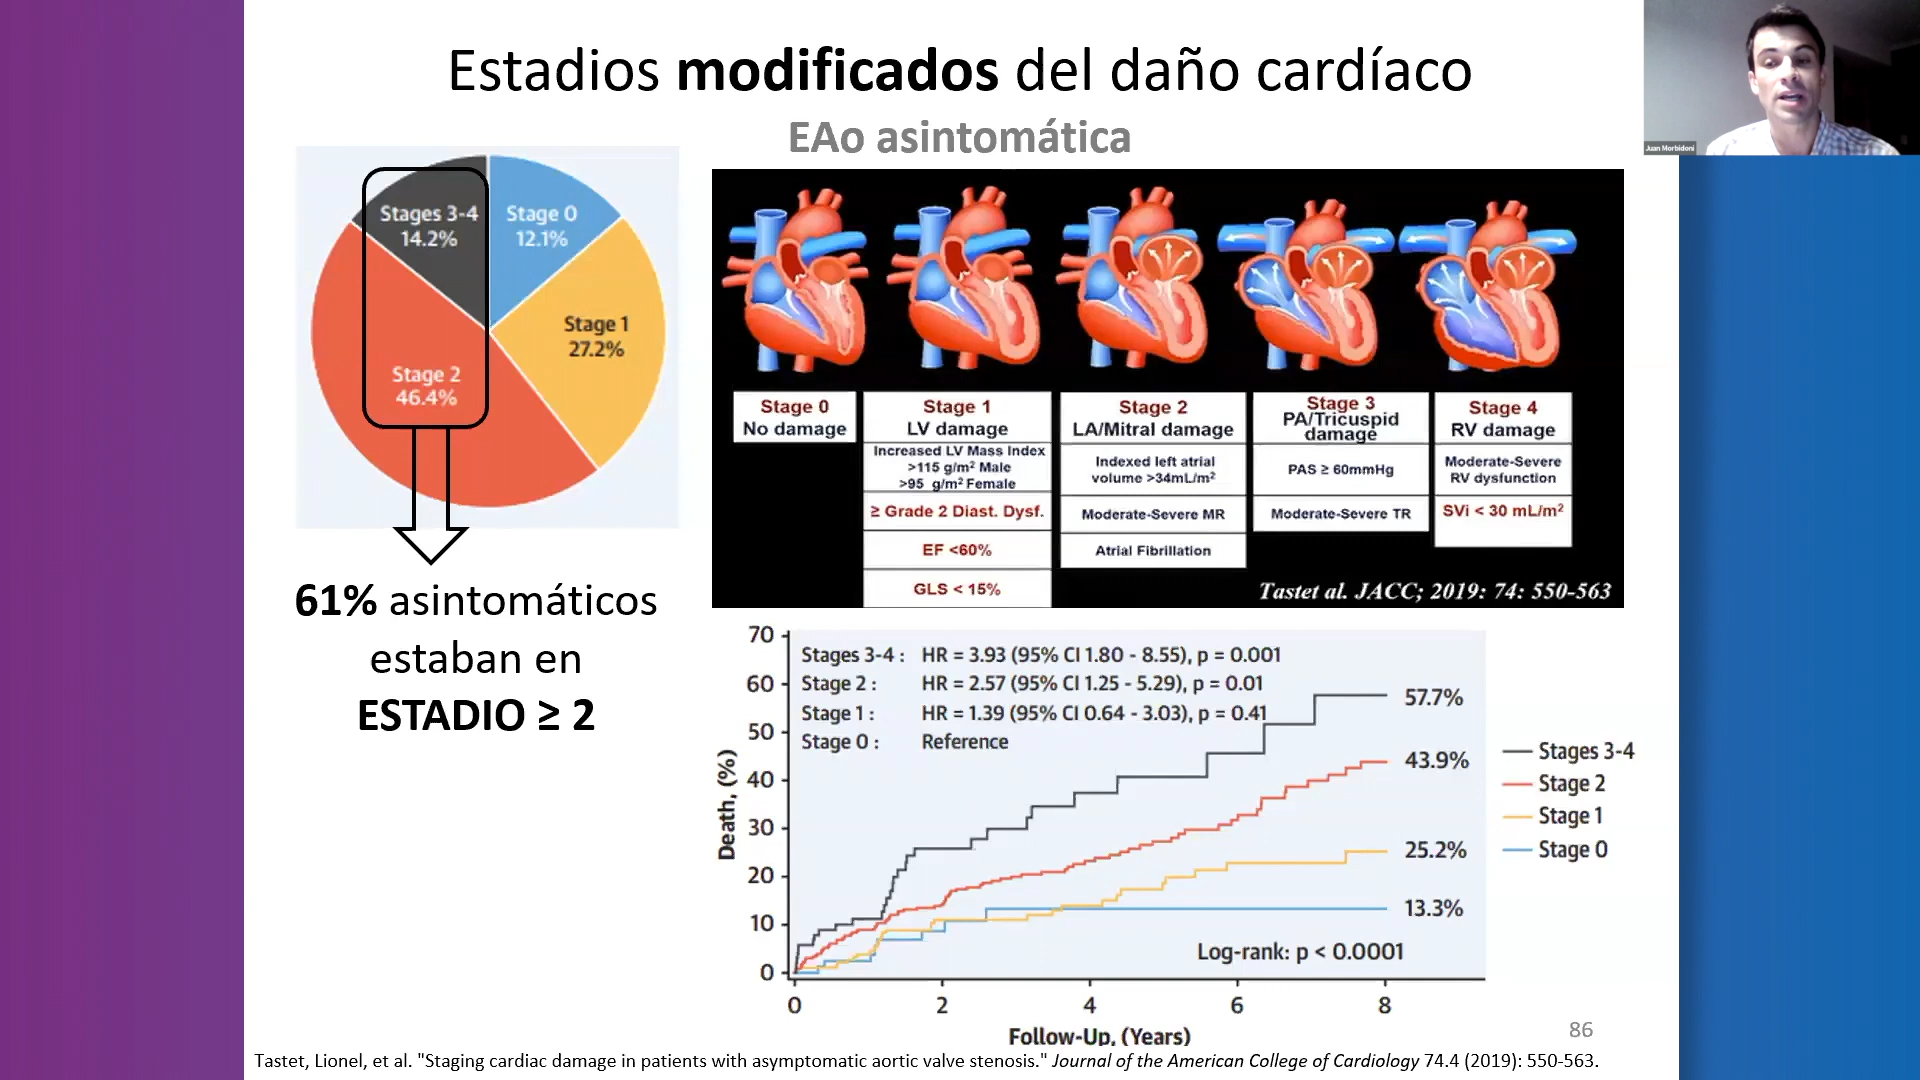 Estadios modificados del daño cardíaco
EAo asintomática
Juan Morbidoni
Stages 3-4
14.2%
Stage 0
12.1%
Stage 1
27.2%
Stage 2
46.4%
61% asintomáticos
estaban en
ESTADIO ≥ 2
Stage 0
No damage
Stage 1
LV damage
Increased LV Mass Index
>115 g/m² Male
>95 g/m² Female
≥ Grade 2 Diast. Dysf.
EF <60%
GLS < 15%
Stage 2
LA/Mitral damage
Indexed left atrial
volume >34mL/m²
Moderate-Severe MR
Atrial Fibrillation
Stage 3
PA/Tricuspid
damage
PAS ≥ 60mmHg
Moderate-Severe TR
Stage 4
RV damage
Moderate-Severe
RV dysfunction
SVi < 30 mL/m²
Tastet al. JACC; 2019: 74: 550-563
Stages 3-4 : HR = 3.93 (95% CI 1.80 - 8.55), p = 0.001
Stage 2 : HR = 2.57 (95% CI 1.25 - 5.29), p = 0.01
Stage 1 : HR = 1.39 (95% CI 0.64 - 3.03), p = 0.41
Stage 0 : Reference
Death, (%)
70
60
50
40
30
20
10
0
57.7%
43.9%
25.2%
13.3%
Stages 3-4
Stage 2
Stage 1
Stage 0
Log-rank: p < 0.0001
0 2 4 6 8
Follow-Up, (Years)
86
Tastet, Lionel, et al. "Staging cardiac damage in patients with asymptomatic aortic valve stenosis." Journal of the American College of Cardiology 74.4 (2019): 550-563.